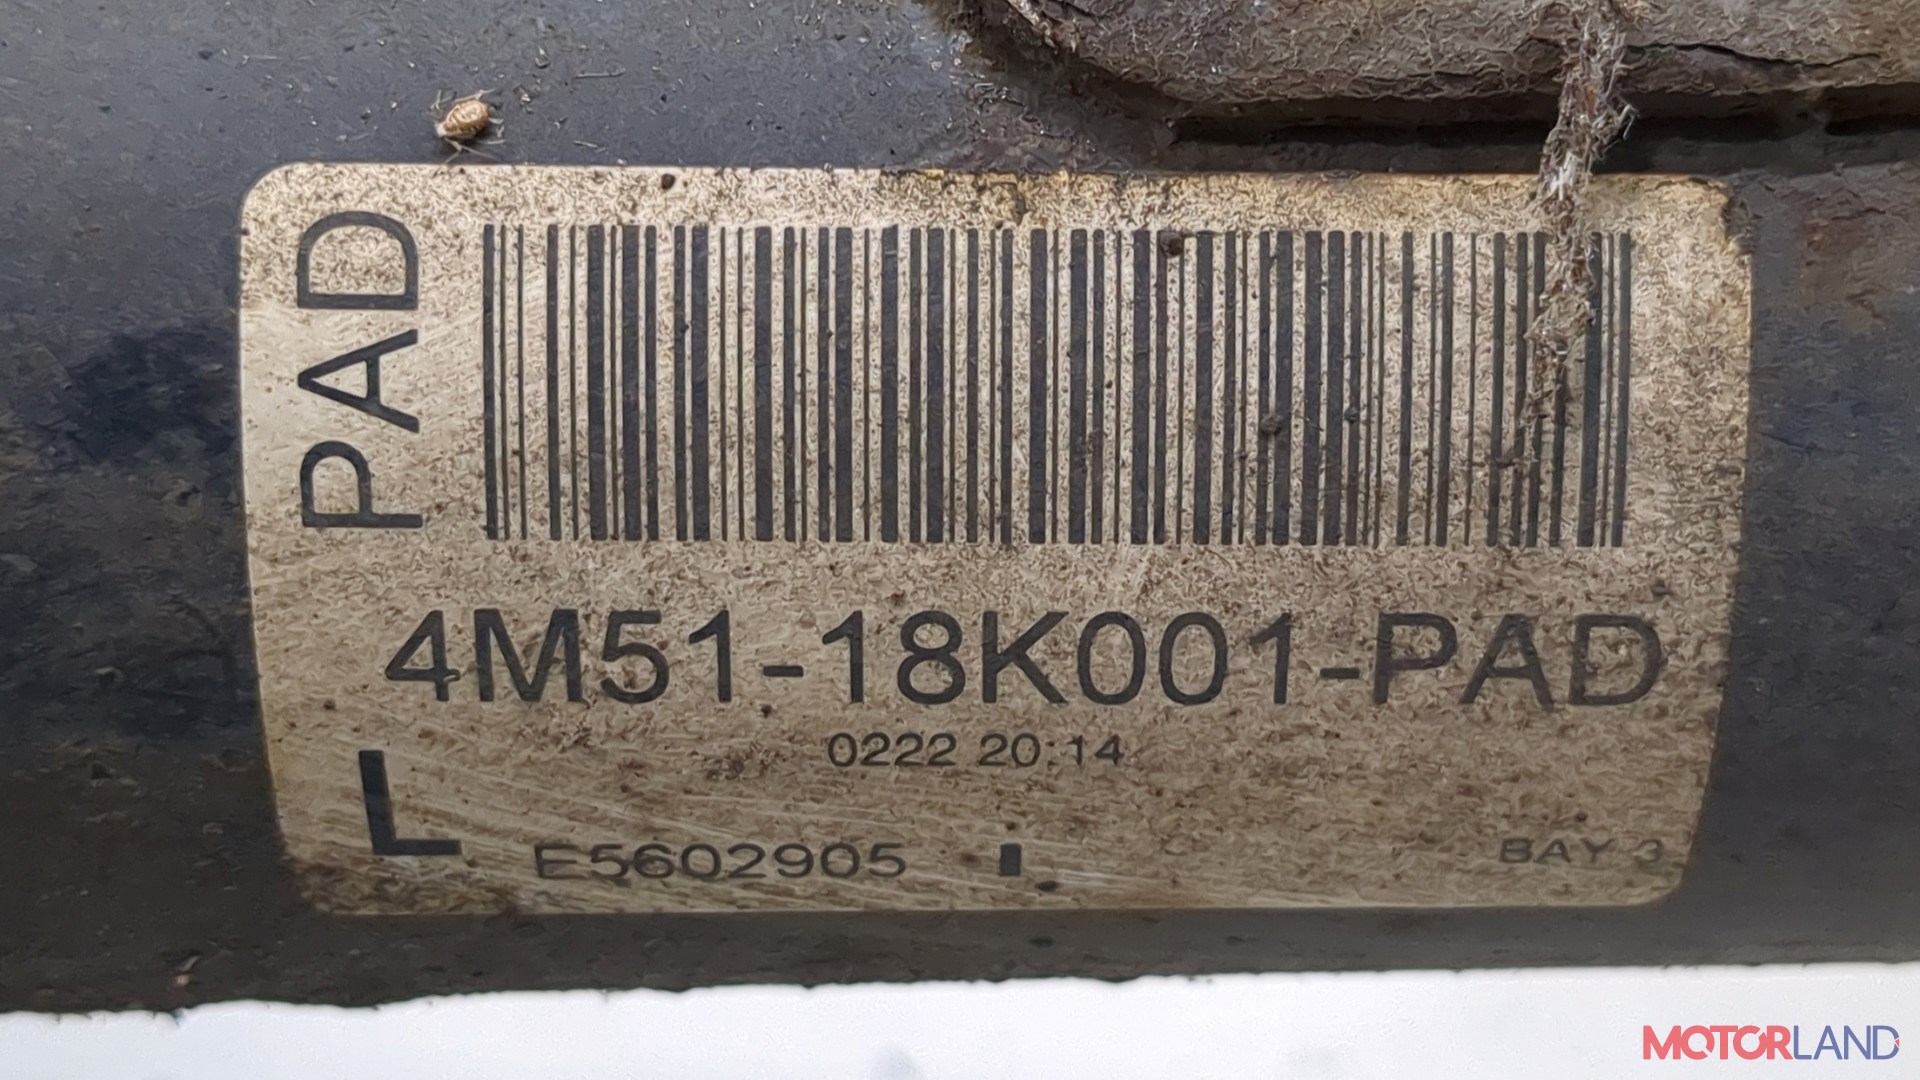 PAD
4M51-18K001-PAD
0222 20:14
L
E5602905
BAY 3
MOTORLAND